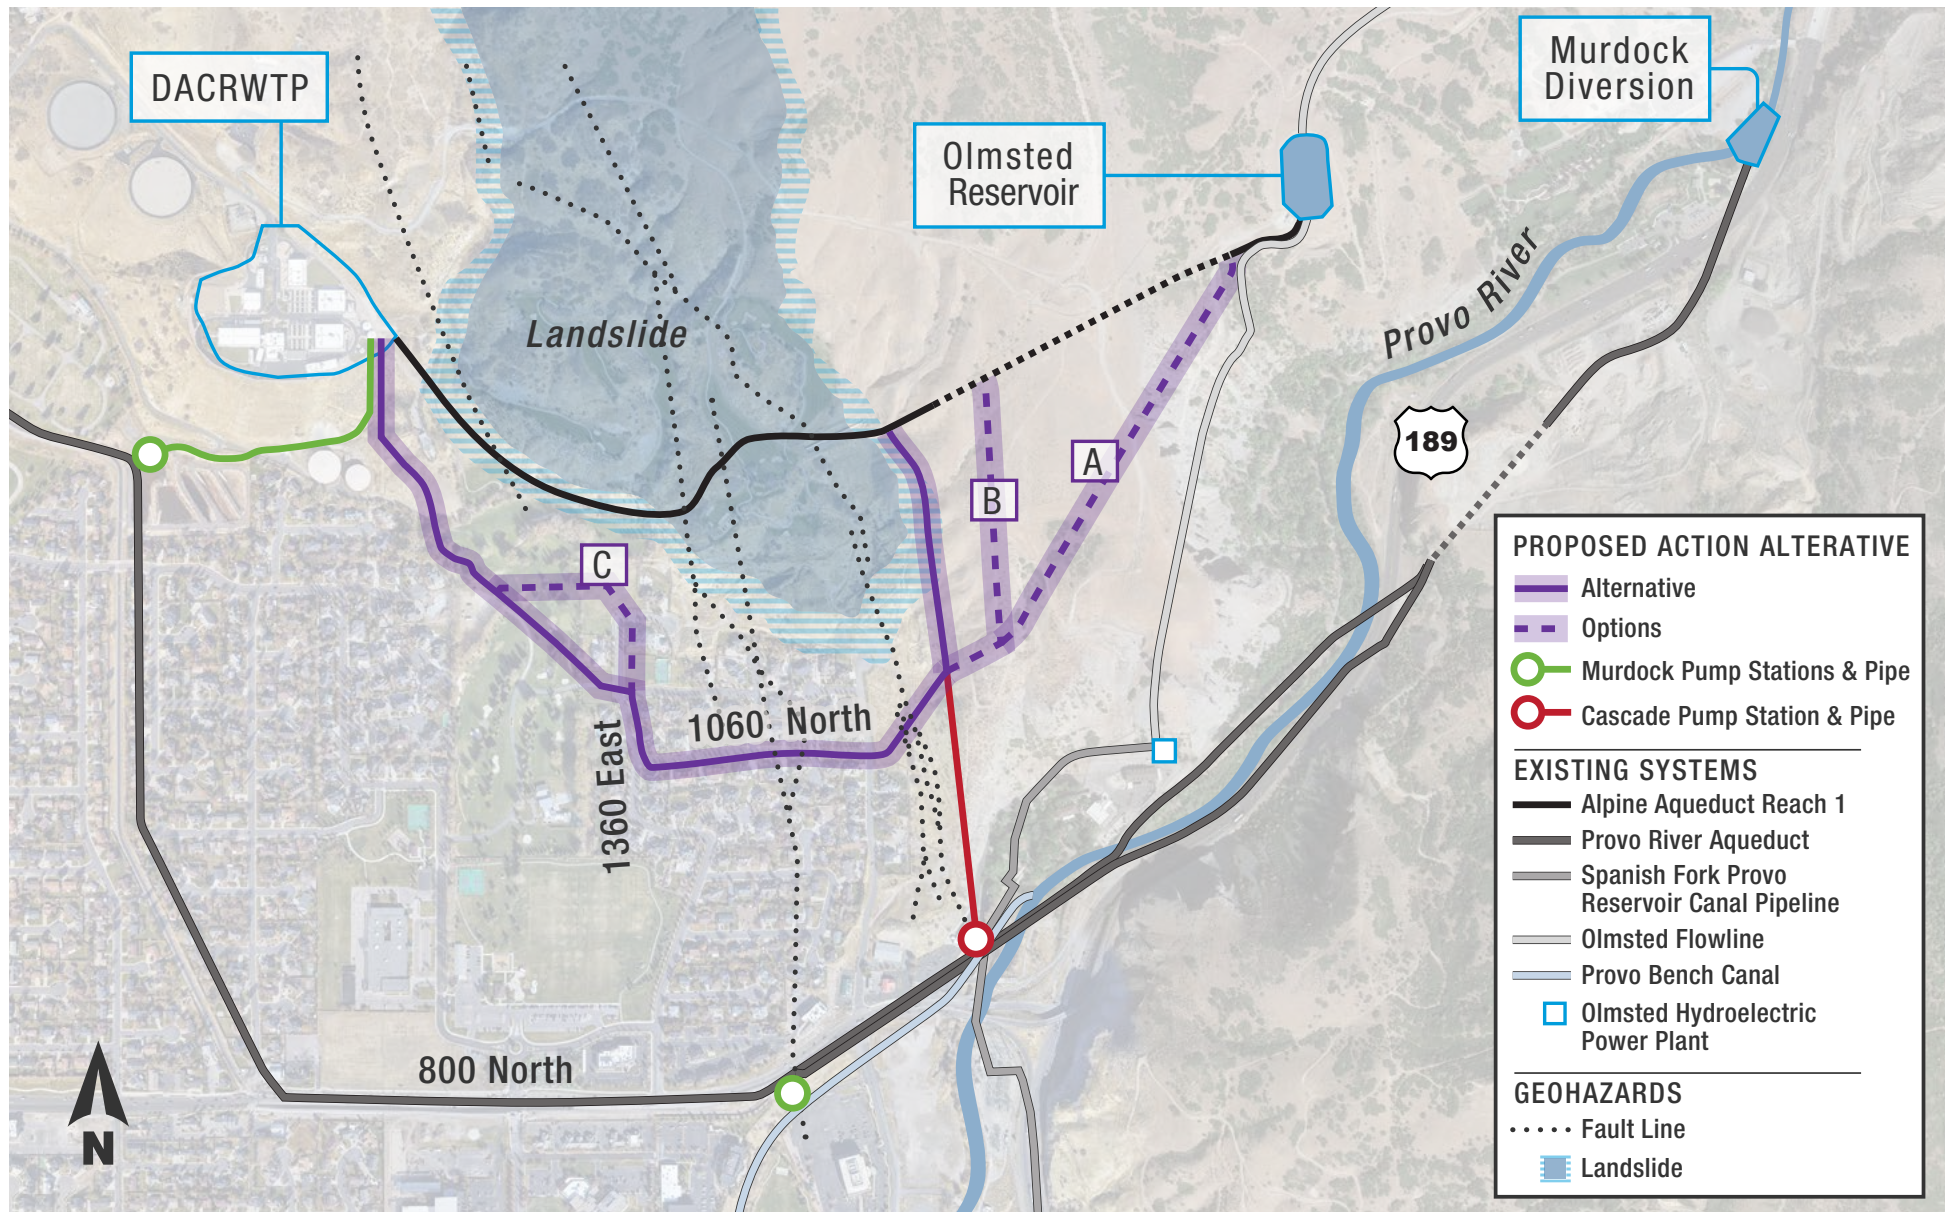 DACRWTP
Murdock
Diversion
Olmsted
Reservoir
Landslide
Provo River
189
A
B
C
1060 North
1360 East
800 North
N
PROPOSED ACTION ALTERATIVE
Alternative
Options
Murdock Pump Stations & Pipe
Cascade Pump Station & Pipe
EXISTING SYSTEMS
Alpine Aqueduct Reach 1
Provo River Aqueduct
Spanish Fork Provo
Reservoir Canal Pipeline
Olmsted Flowline
Provo Bench Canal
Olmsted Hydroelectric
Power Plant
GEOHAZARDS
Fault Line
Landslide